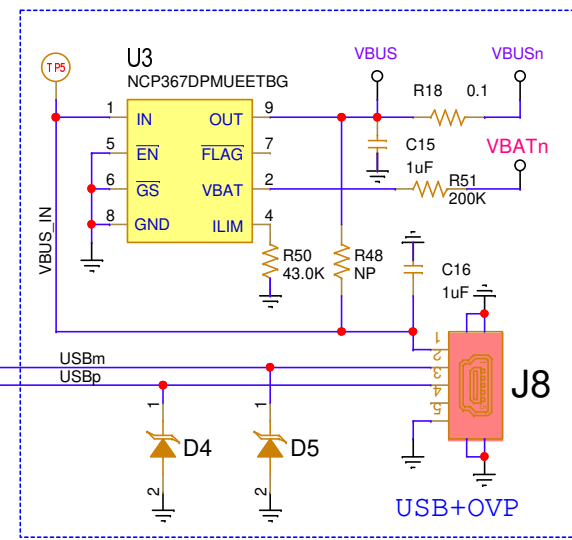 TP5
U3
NCP367DPMUEETBG
VBUS
VBUSn
R18 0.1
1 IN OUT 9
5 EN FLAG 7
6 GS VBAT 2
8 GND ILIM 4
C15
1uF
VBATn
R51
200K
VBUS_IN
R50
43.0K
R48
NP
C16
1uF
USBm
USBp
1
2
3
4
5
J8
1
D4
2
1
D5
2
USB+OVP